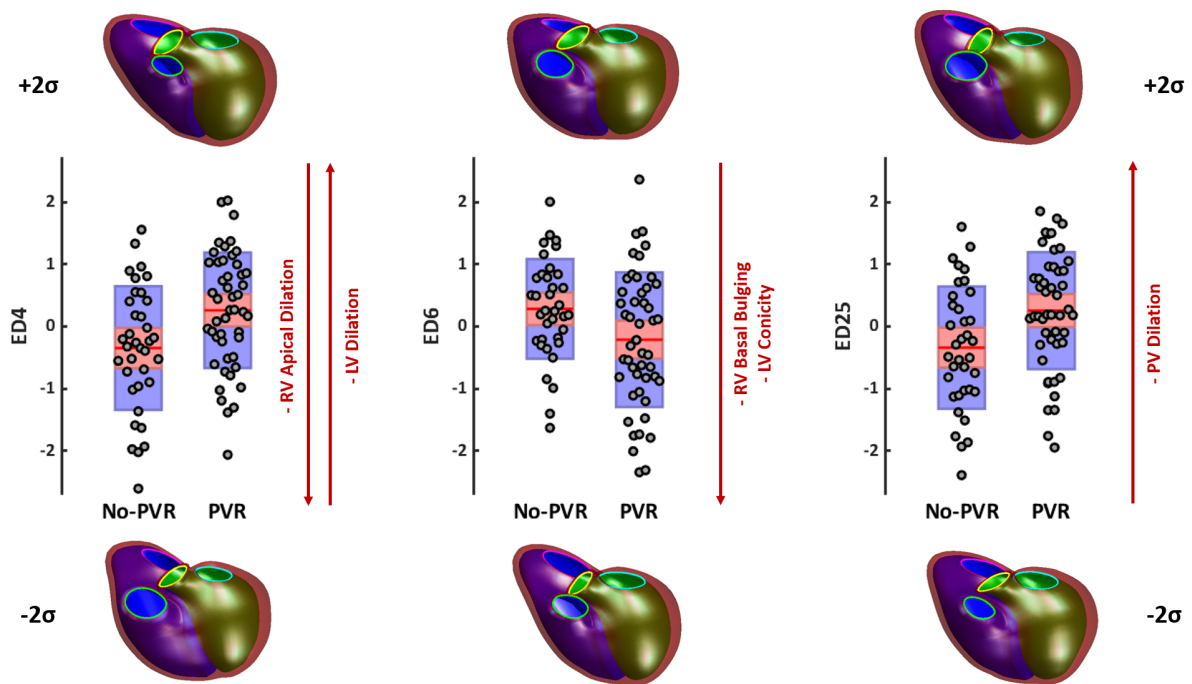 +2σ
+2σ
ED4
2
1
0
-1
-2
No-PVR
PVR
- RV Apical Dilation
- LV Dilation
ED6
2
1
0
-1
-2
No-PVR
PVR
- RV Basal Bulging
- LV Conicity
ED25
2
1
0
-1
-2
No-PVR
PVR
- PV Dilation
-2σ
-2σ